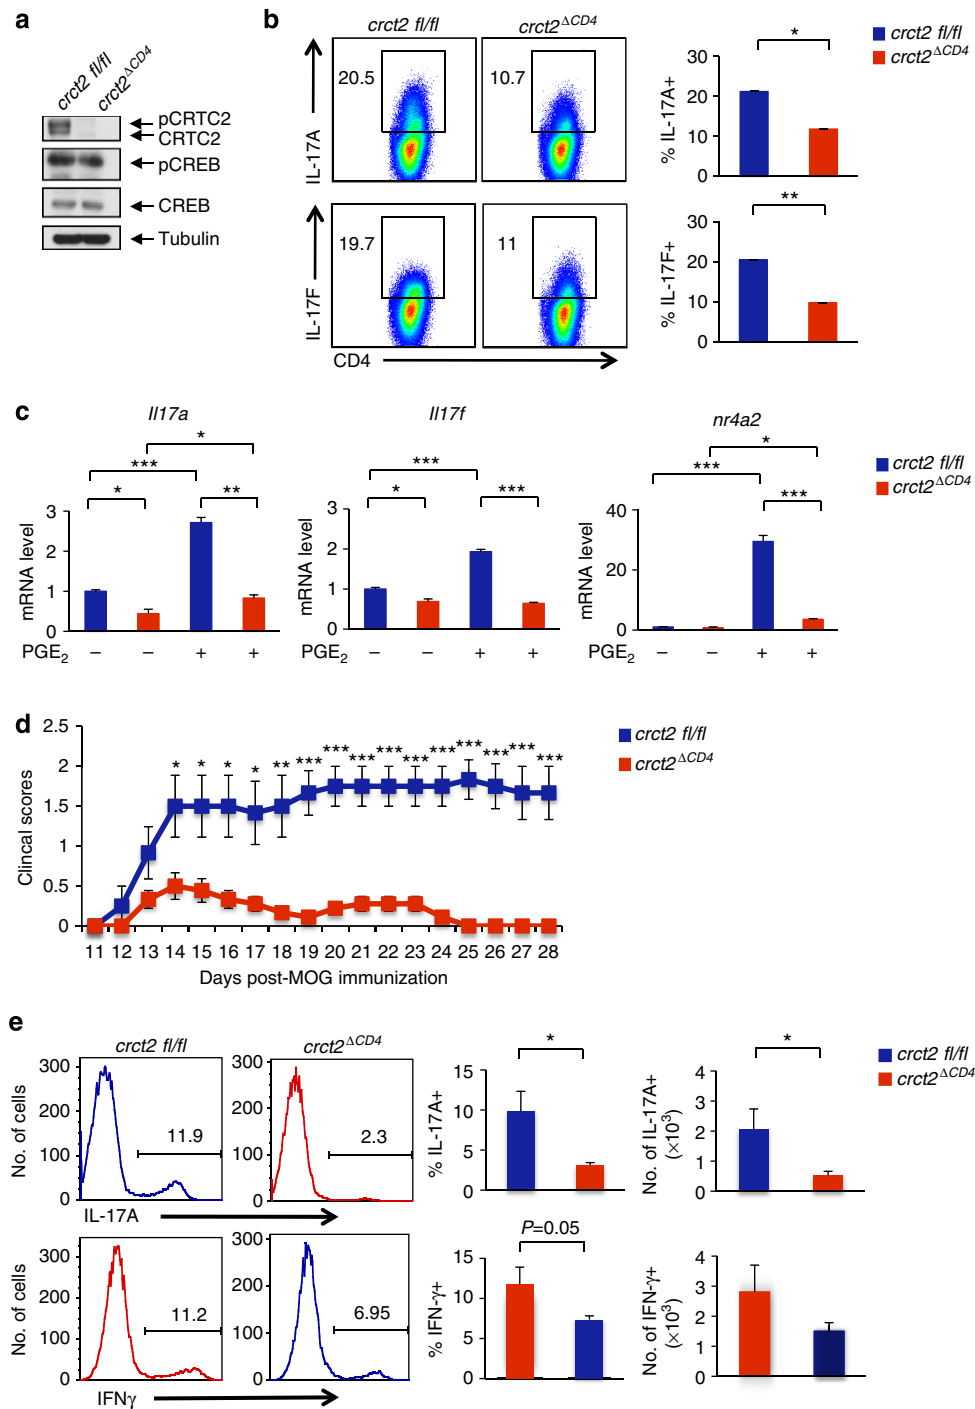 a
crct2 fl/fl
crct2ΔCD4
pCRTC2
CRTC2
pCREB
CREB
Tubulin
b
crct2 fl/fl
crct2ΔCD4
20.5
10.7
IL-17A
19.7
11
IL-17F
CD4
% IL-17A+
30
20
10
0
*
% IL-17F+
30
20
10
0
**
crct2 fl/fl
crct2ΔCD4
c
Il17a
*
***
*
**
mRNA level
3
2
1
0
PGE2 – – + +
Il17f
***
*
***
mRNA level
3
2
1
0
PGE2 – – + +
nr4a2
*
***
***
mRNA level
40
20
0
PGE2 – – + +
crct2 fl/fl
crct2ΔCD4
d
2.5
2
1.5
1
0.5
0
Clincal scores
* * * * ** *** *** *** *** *** *** *** *** *** ***
11 12 13 14 15 16 17 18 19 20 21 22 23 24 25 26 27 28
Days post-MOG immunization
crct2 fl/fl
crct2ΔCD4
e
crct2 fl/fl
crct2ΔCD4
No. of cells
300
200
100
0
11.9
300
200
100
0
2.3
IL-17A
% IL-17A+
15
10
5
0
*
No. of IL-17A+
(×10³)
4
3
2
1
0
*
crct2 fl/fl
crct2ΔCD4
No. of cells
300
200
100
0
11.2
300
200
100
0
6.95
IFNγ
% IFN-γ+
15
10
5
0
P=0.05
No. of IFN-γ+
(×10³)
4
3
2
1
0